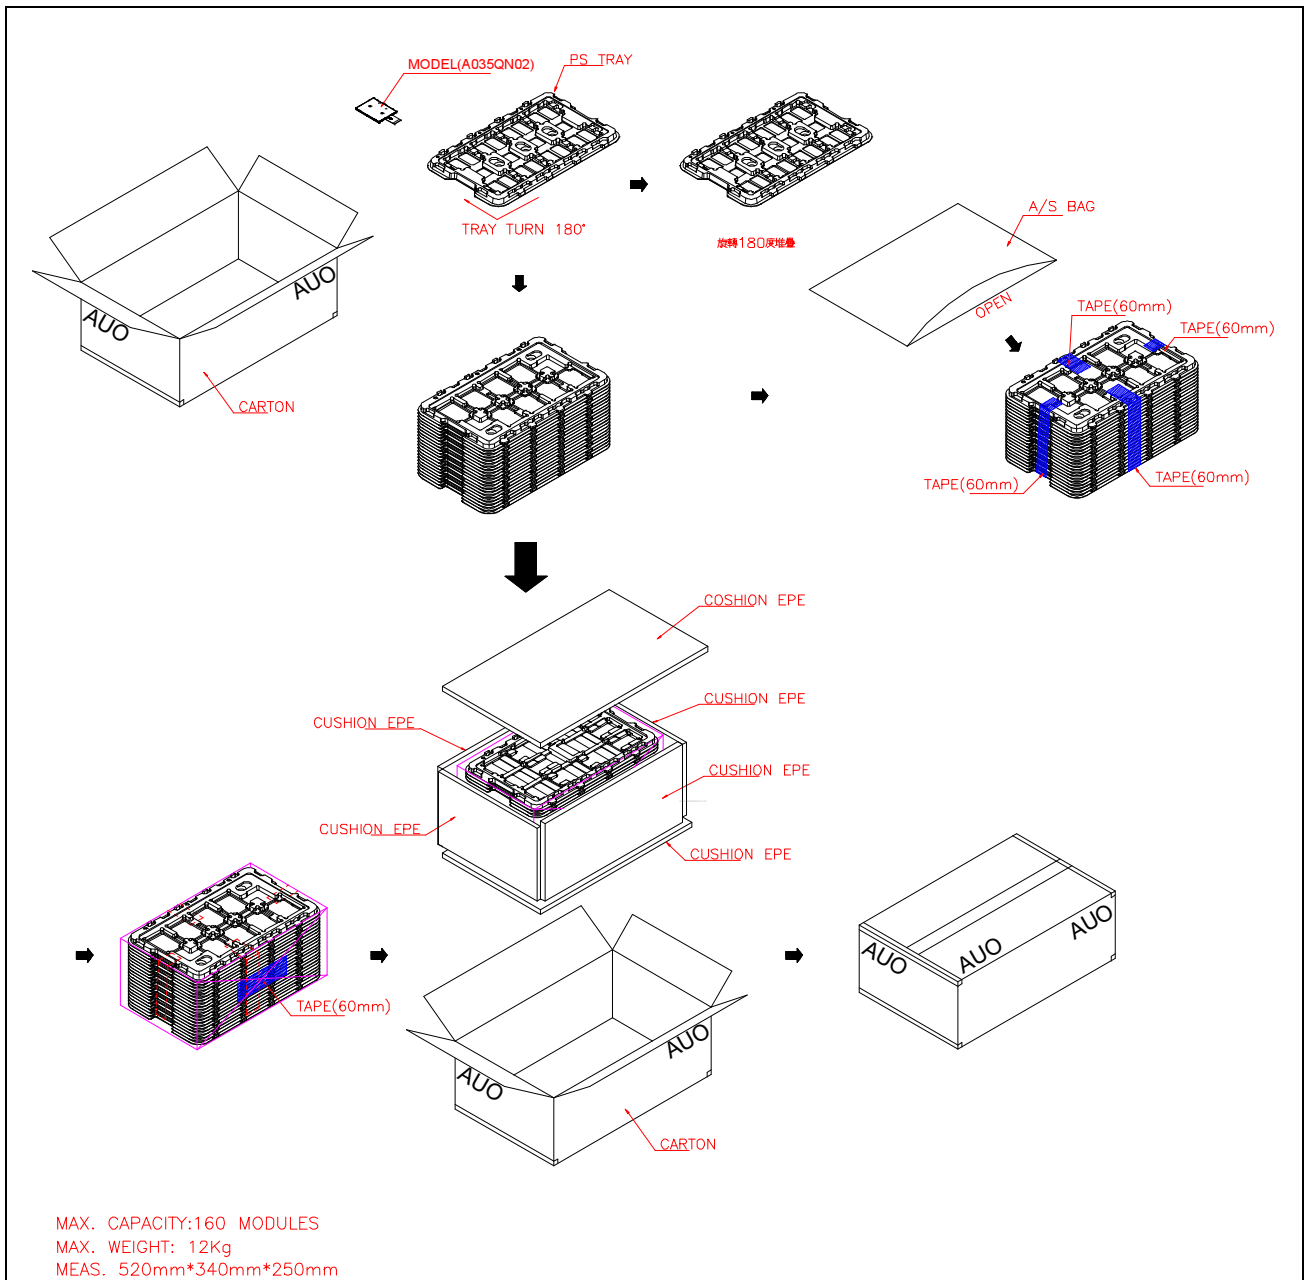 MODEL(A035QN02)
PS TRAY
TRAY TURN 180°
旋轉180度堆疊
A/S BAG
OPEN
AUO
AUO
CARTON
TAPE(60mm)
TAPE(60mm)
TAPE(60mm)
TAPE(60mm)
COSHION EPE
CUSHION EPE
CUSHION EPE
CUSHION EPE
CUSHION EPE
CUSHION EPE
TAPE(60mm)
AUO
AUO
CARTON
AUO
AUO
AUO
MAX. CAPACITY:160 MODULES
MAX. WEIGHT: 12Kg
MEAS. 520mm*340mm*250mm